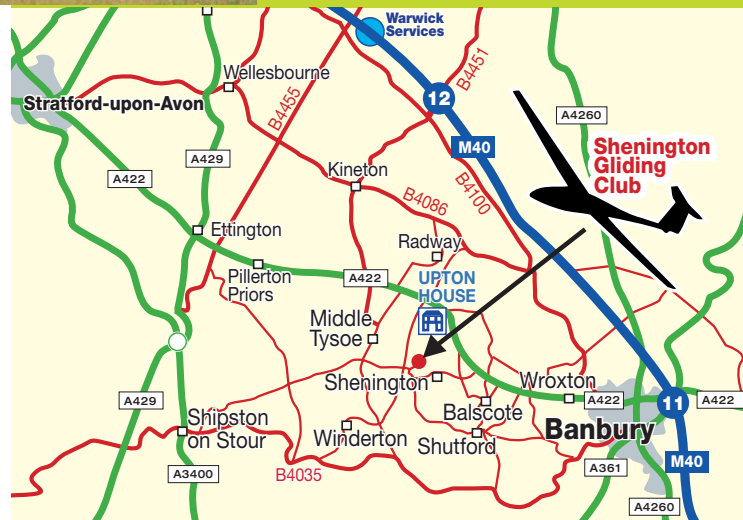 Warwick
Services
Wellesbourne
Stratford-upon-Avon
B4455
B4451
12
A4260
M40
Shenington
Gliding
Club
A429
A422
Kineton
B4086
B4100
Ettington
Radway
Pillerton
Priors
A422
UPTON
HOUSE
Middle
Tysoe
Shenington
Wroxton
A429
A422
11
A422
Shipston
on Stour
Winderton
Balscote
Shutford
Banbury
A3400
B4035
A361
M40
A4260